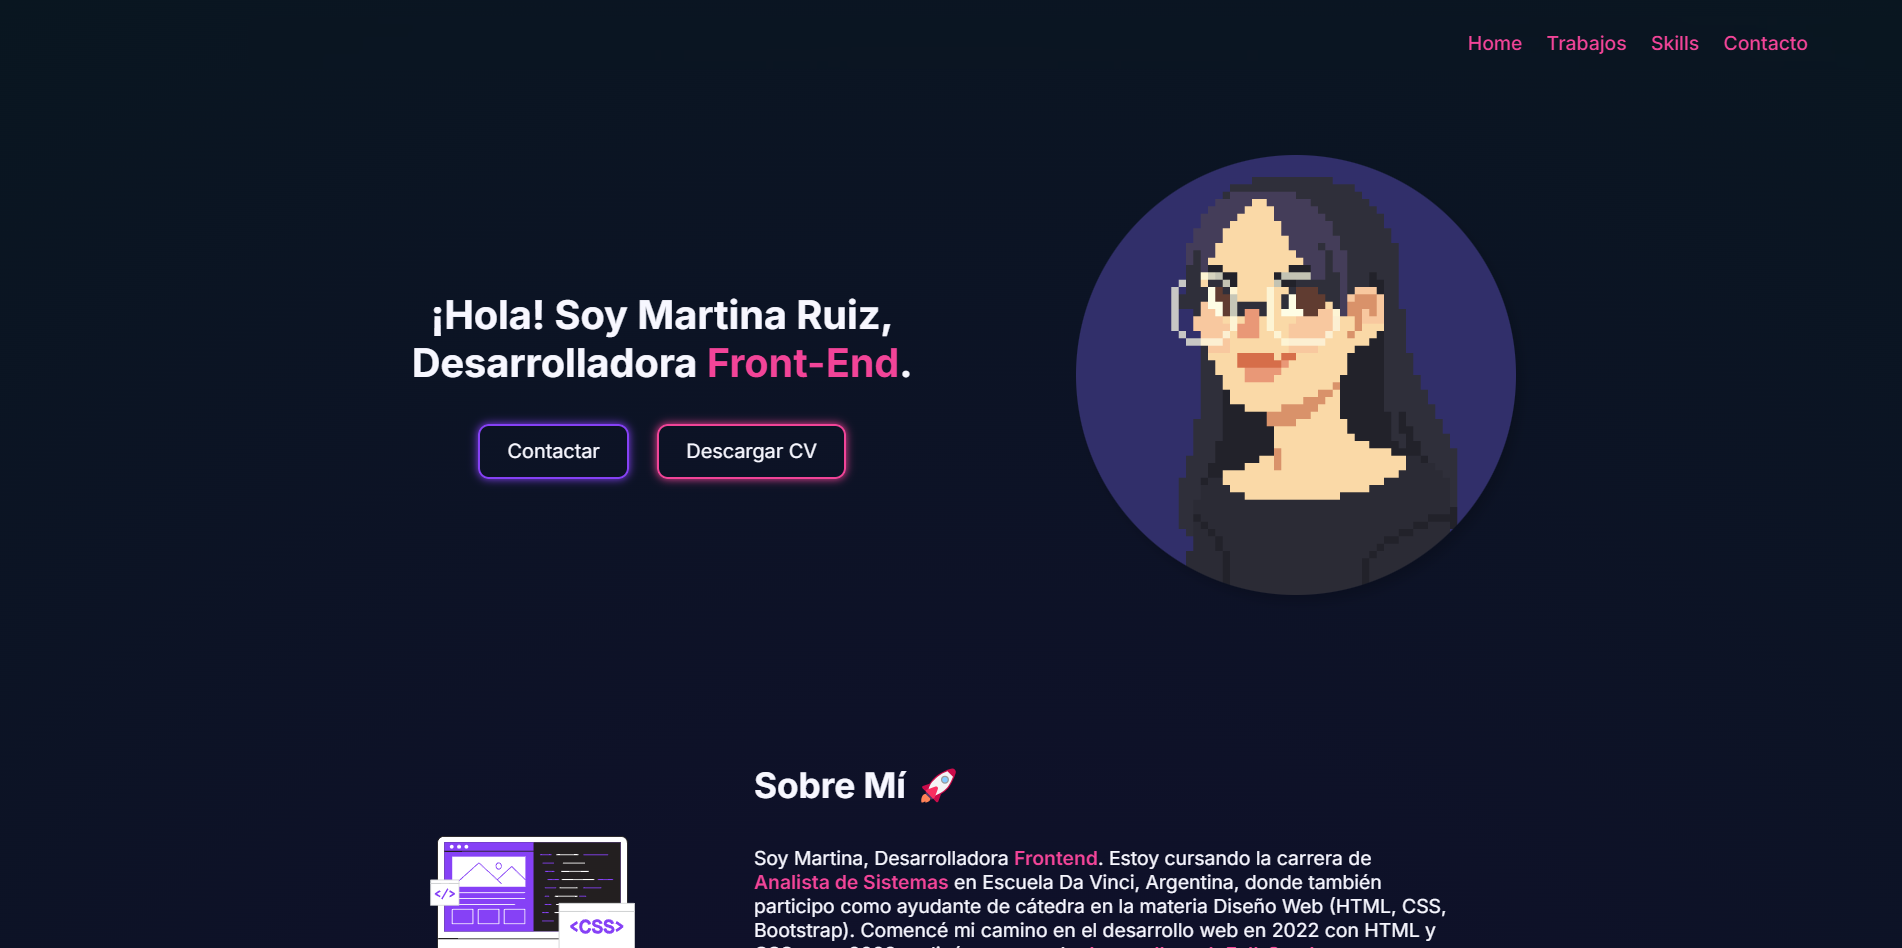 Home Trabajos Skills Contacto
¡Hola! Soy Martina Ruiz,
Desarrolladora Front-End.
Contactar Descargar CV
Sobre Mí 🚀
Soy Martina, Desarrolladora Frontend. Estoy cursando la carrera de
Analista de Sistemas en Escuela Da Vinci, Argentina, donde también
participo como ayudante de cátedra en la materia Diseño Web (HTML, CSS,
Bootstrap). Comencé mi camino en el desarrollo web en 2022 con HTML y
</>
<CSS>